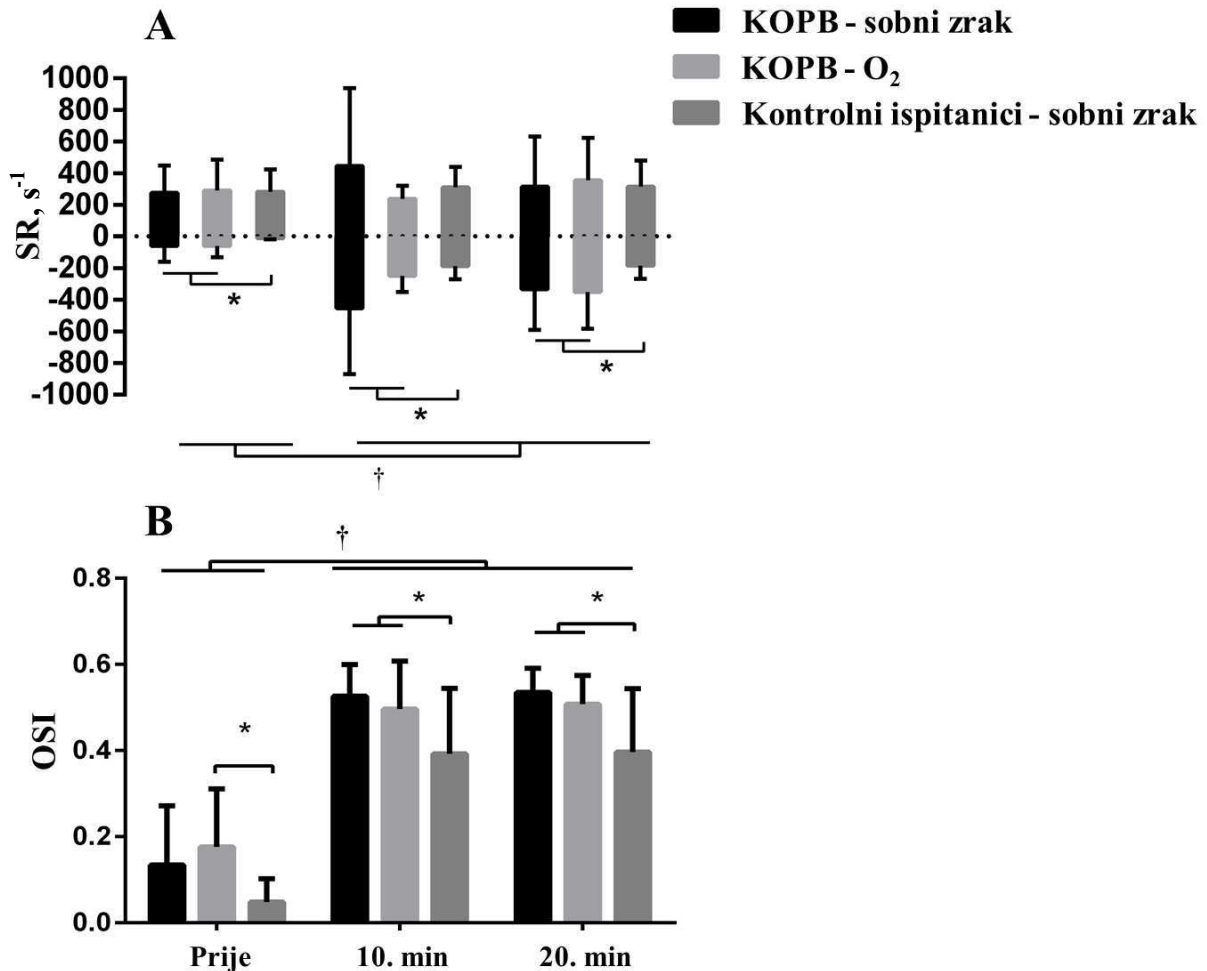 A
KOPB - sobni zrak
KOPB - O₂
Kontrolni ispitanici - sobni zrak
SR, s⁻¹
1000
800
600
400
200
0
-200
-400
-600
-800
-1000
*
*
*
†
B
†
OSI
0.8
0.6
0.4
0.2
0.0
*
*
*
Prije
10. min
20. min